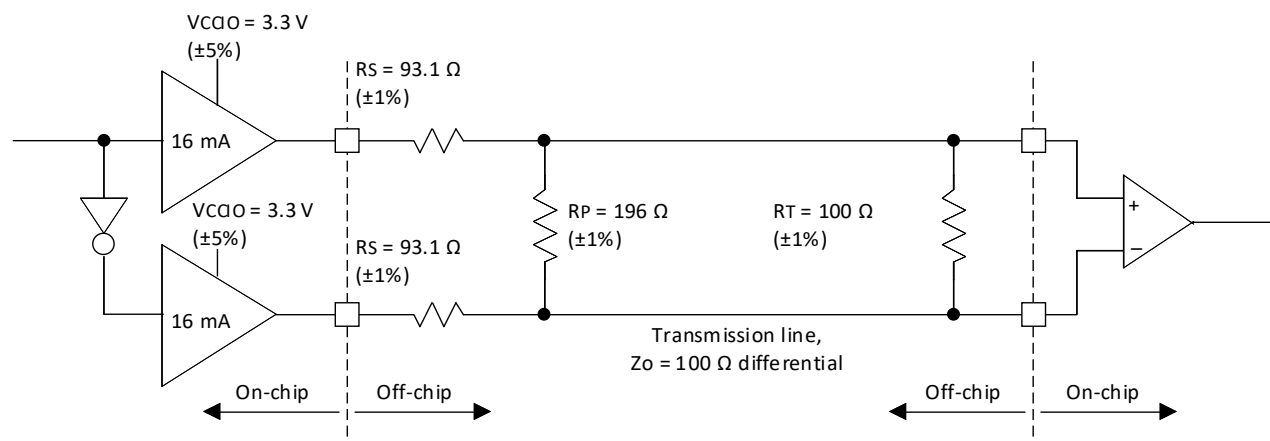 VCCIO = 3.3 V
(±5%)
RS = 93.1 Ω
(±1%)
16 mA
VCCIO = 3.3 V
(±5%)
RS = 93.1 Ω
(±1%)
16 mA
RP = 196 Ω
(±1%)
RT = 100 Ω
(±1%)
+
−
Transmission line,
Zo = 100 Ω differential
On-chip
Off-chip
Off-chip
On-chip